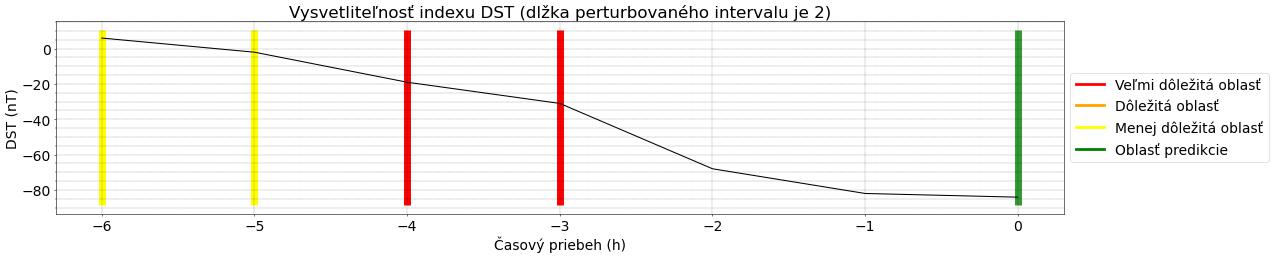 Vysvetliteľnosť indexu DST (dĺžka perturbovaného intervalu je 2)
DST (nT)
0
−20
−40
−60
−80
−6 −5 −4 −3 −2 −1 0
Časový priebeh (h)
Veľmi dôležitá oblasť
Dôležitá oblasť
Menej dôležitá oblasť
Oblasť predikcie